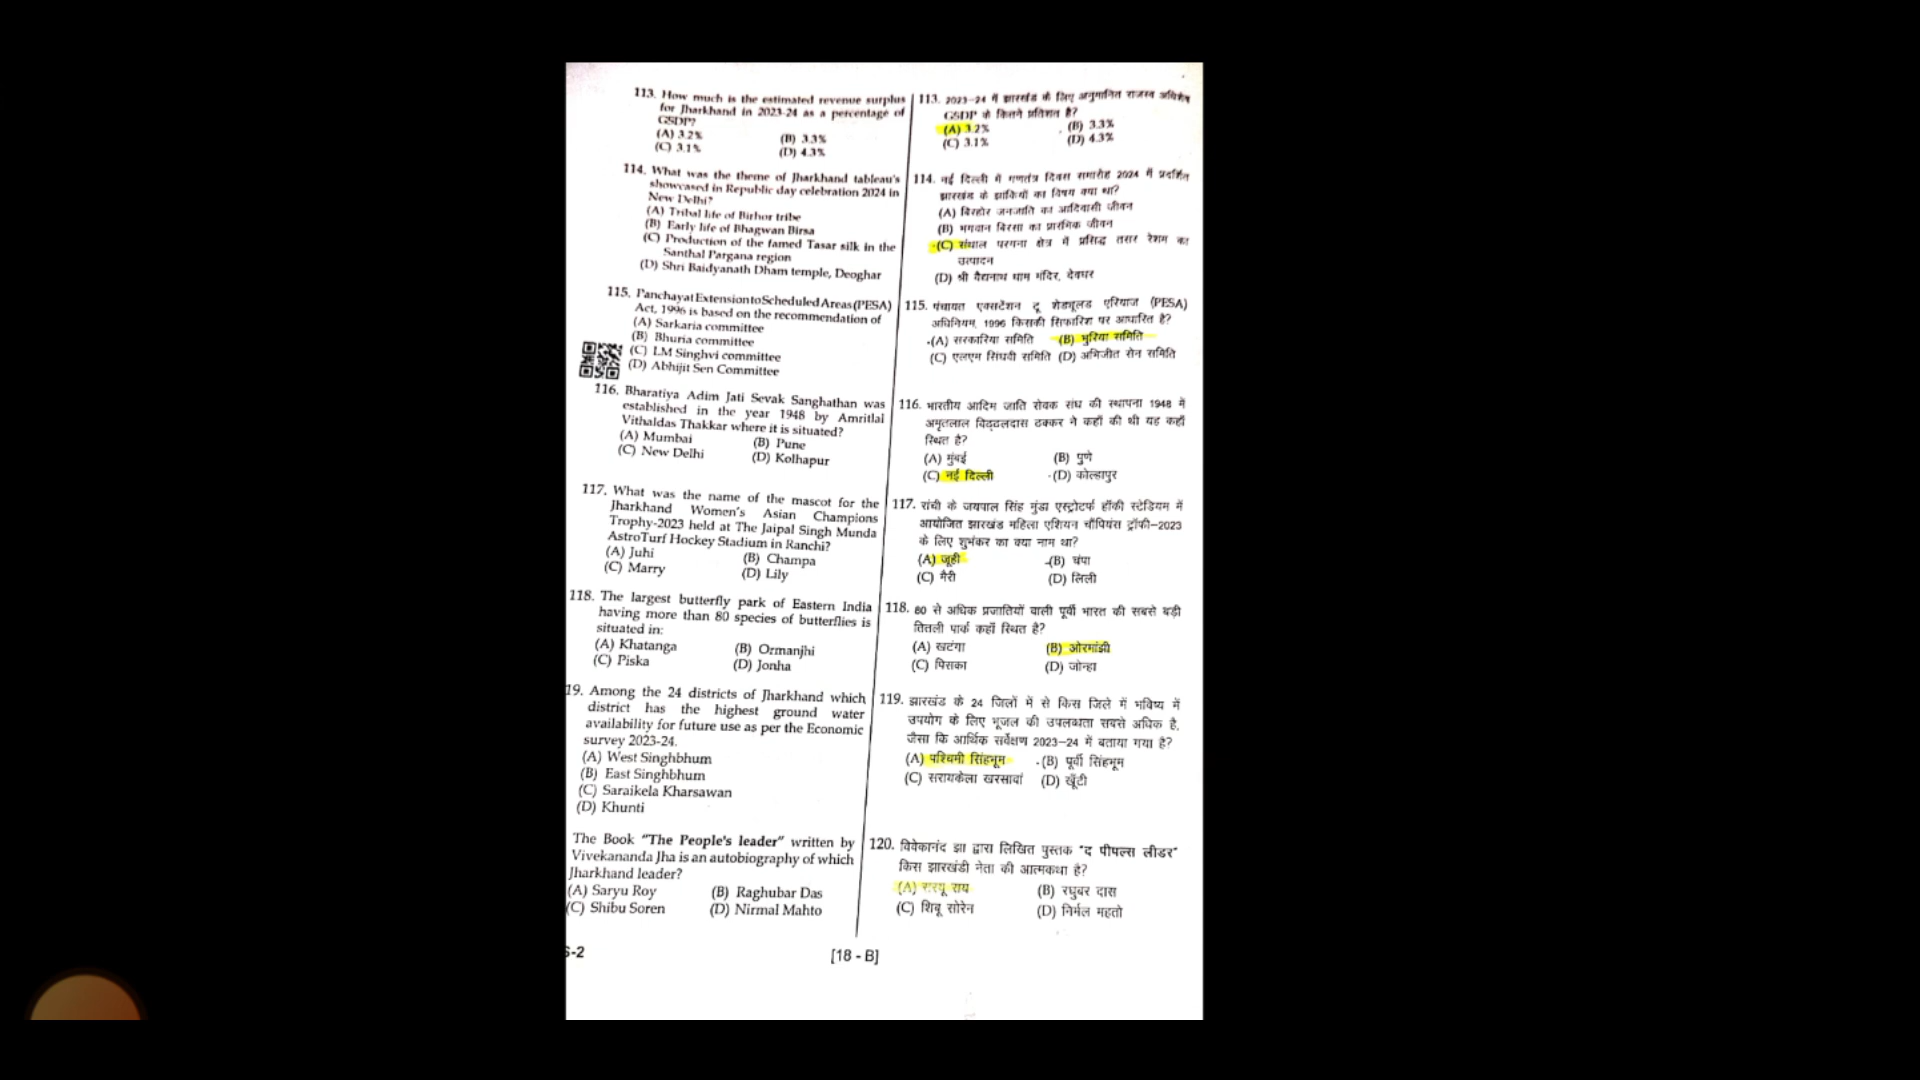 113. How much is the estimated revenue surplus
for Jharkhand in 2023-24 as a percentage of
GSDP?
(A) 3.2% (B) 3.3%
(C) 3.1% (D) 4.3%
114. What was the theme of Jharkhand tableau's
showcased in Republic day celebration 2024 in
New Delhi?
(A) Tribal life of Birhor tribe
(B) Early life of Bhagwan Birsa
(C) Production of the famed Tasar silk in the
Santhal Pargana region
(D) Shri Baidyanath Dham temple, Deoghar
115. Panchayat Extension to Scheduled Areas (PESA)
Act, 1996 is based on the recommendation of
(A) Sarkaria committee
(B) Bhuria committee
(C) LM Singhvi committee
(D) Abhijit Sen Committee
116. Bharatiya Adim Jati Sevak Sanghathan was
established in the year 1948 by Amritlal
Vithaldas Thakkar where it is situated?
(A) Mumbai (B) Pune
(C) New Delhi (D) Kolhapur
117. What was the name of the mascot for the
Jharkhand Women's Asian Champions
Trophy-2023 held at The Jaipal Singh Munda
AstroTurf Hockey Stadium in Ranchi?
(A) Juhi (B) Champa
(C) Marry (D) Lily
118. The largest butterfly park of Eastern India
having more than 80 species of butterflies is
situated in:
(A) Khatanga (B) Ormanjhi
(C) Piska (D) Jonha
19. Among the 24 districts of Jharkhand which
district has the highest ground water
availability for future use as per the Economic
survey 2023-24.
(A) West Singhbhum
(B) East Singhbhum
(C) Saraikela Kharsawan
(D) Khunti
The Book "The People's leader" written by
Vivekananda Jha is an autobiography of which
Jharkhand leader?
(A) Saryu Roy (B) Raghubar Das
(C) Shibu Soren (D) Nirmal Mahto
113. 2023-24 में झारखंड के लिए अनुमानित राजस्व अधिशेष
GSDP के कितने प्रतिशत है?
(A) 3.2% (B) 3.3%
(C) 3.1% (D) 4.3%
114. नई दिल्ली में गणतंत्र दिवस समारोह 2024 में प्रदर्शित
झारखंड के झांकियों का विषय क्या था?
(A) बिरहोर जनजाति का आदिवासी जीवन
(B) भगवान बिरसा का प्रारंभिक जीवन
(C) संथाल परगना क्षेत्र में प्रसिद्ध तसर रेशम का
उत्पादन
(D) श्री वैद्यनाथ धाम मंदिर, देवघर
115. पंचायत एक्सटेंशन टू शेड्यूलड एरियाज (PESA)
अधिनियम, 1996 किसकी सिफारिश पर आधारित है?
(A) सरकारिया समिति (B) भुरिया समिति
(C) एलएम सिंघवी समिति (D) अभिजीत सेन समिति
116. भारतीय आदिम जाति सेवक संघ की स्थापना 1948 में
अमृतलाल विट्ठलदास ठक्कर ने कहाँ की थी यह कहाँ
स्थित है?
(A) मुंबई (B) पुणे
(C) नई दिल्ली (D) कोल्हापुर
117. रांची के जयपाल सिंह मुंडा एस्ट्रोटर्फ हॉकी स्टेडियम में
आयोजित झारखंड महिला एशियन चैंपियंस ट्रॉफी-2023
के लिए शुभंकर का क्या नाम था?
(A) जूही (B) चंपा
(C) मैरी (D) लिली
118. 80 से अधिक प्रजातियों वाली पूर्वी भारत की सबसे बड़ी
तितली पार्क कहाँ स्थित है?
(A) खटंगा (B) ओरमांझी
(C) पिसका (D) जोन्हा
119. झारखंड के 24 जिलों में से किस जिले में भविष्य में
उपयोग के लिए भूजल की उपलब्धता सबसे अधिक है,
जैसा कि आर्थिक सर्वेक्षण 2023-24 में बताया गया है?
(A) पश्चिमी सिंहभूम (B) पूर्वी सिंहभूम
(C) सरायकेला खरसावां (D) खूँटी
120. विवेकानंद झा द्वारा लिखित पुस्तक "द पीपल्स लीडर"
किस झारखंडी नेता की आत्मकथा है?
(A) सरयू राय (B) रघुबर दास
(C) शिबू सोरेन (D) निर्मल महतो
S-2 [18 - B]